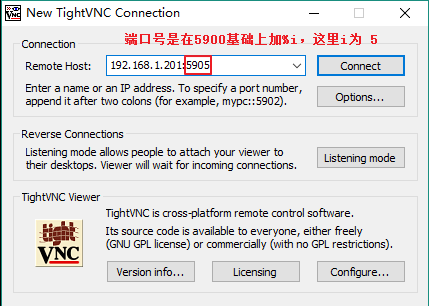 New TightVNC Connection
端口号是在5900基础上加%i，这里i为 5
Connection
Remote Host:
192.168.1.201:5905
Connect
Enter a name or an IP address. To specify a port number,
append it after two colons (for example, mypc::5902).
Options...
Reverse Connections
Listening mode allows people to attach your viewer to
their desktops. Viewer will wait for incoming connections.
Listening mode
TightVNC Viewer
tight
VNC
TightVNC is cross-platform remote control software.
Its source code is available to everyone, either freely
(GNU GPL license) or commercially (with no GPL restrictions).
Version info...
Licensing
Configure...